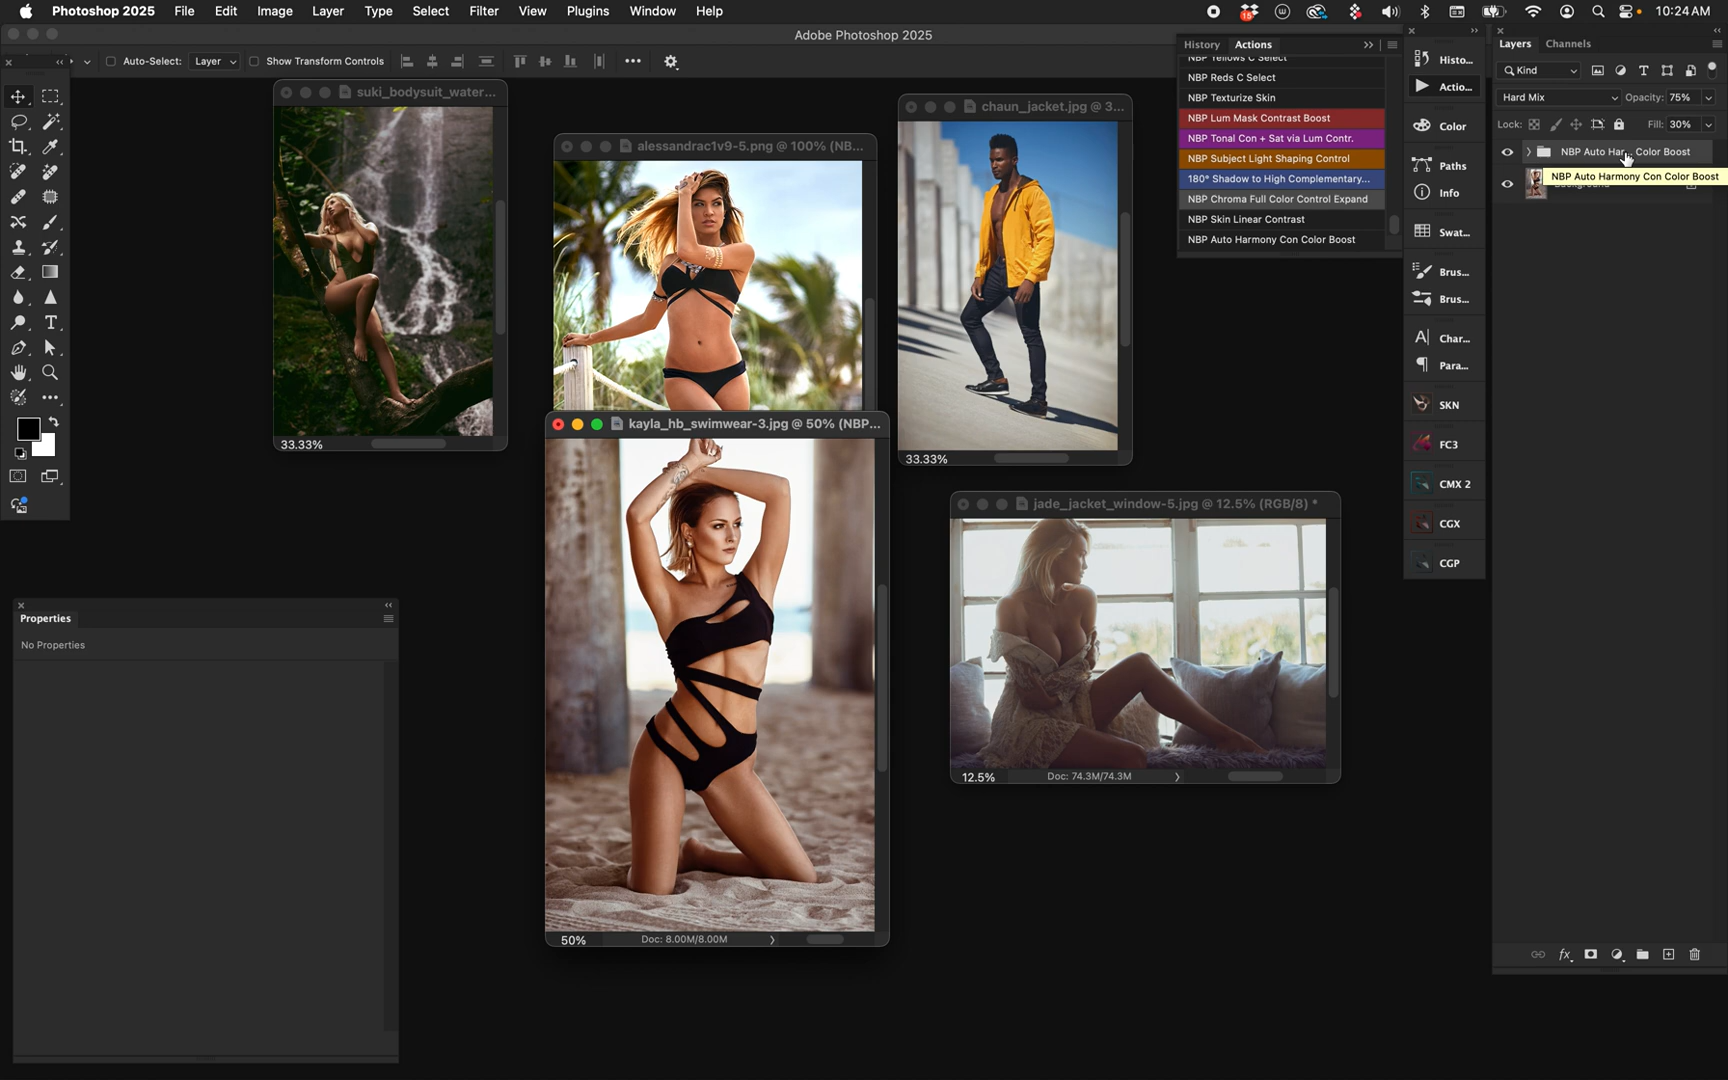 Photoshop 2025 File Edit Image Layer Type Select Filter View Plugins Window Help 15 10:24 AM
Adobe Photoshop 2025
Auto-Select: Layer Show Transform Controls
suki_bodysuit_water...
33.33%
alessandrac1v9-5.png @ 100% (NB...
chaun_jacket.jpg @ 3...
33.33%
kayla_hb_swimwear-3.jpg @ 50% (NBP...
50% Doc: 8.00M/8.00M
jade_jacket_window-5.jpg @ 12.5% (RGB/8) *
12.5% Doc: 74.3M/74.3M
Properties
No Properties
History Actions
NBP Yellows C Select
NBP Reds C Select
NBP Texturize Skin
NBP Lum Mask Contrast Boost
NBP Tonal Con + Sat via Lum Contr.
NBP Subject Light Shaping Control
180° Shadow to High Complementary...
NBP Chroma Full Color Control Expand
NBP Skin Linear Contrast
NBP Auto Harmony Con Color Boost
Histo...
Actio...
Color
Paths
Info
Swat...
Brus...
Brus...
Char...
Para...
SKN
FC3
CMX 2
CGX
CGP
Layers Channels
Kind
Hard Mix Opacity: 75%
Lock: Fill: 30%
NBP Auto Har... Color Boost
NBP Auto Harmony Con Color Boost
Background